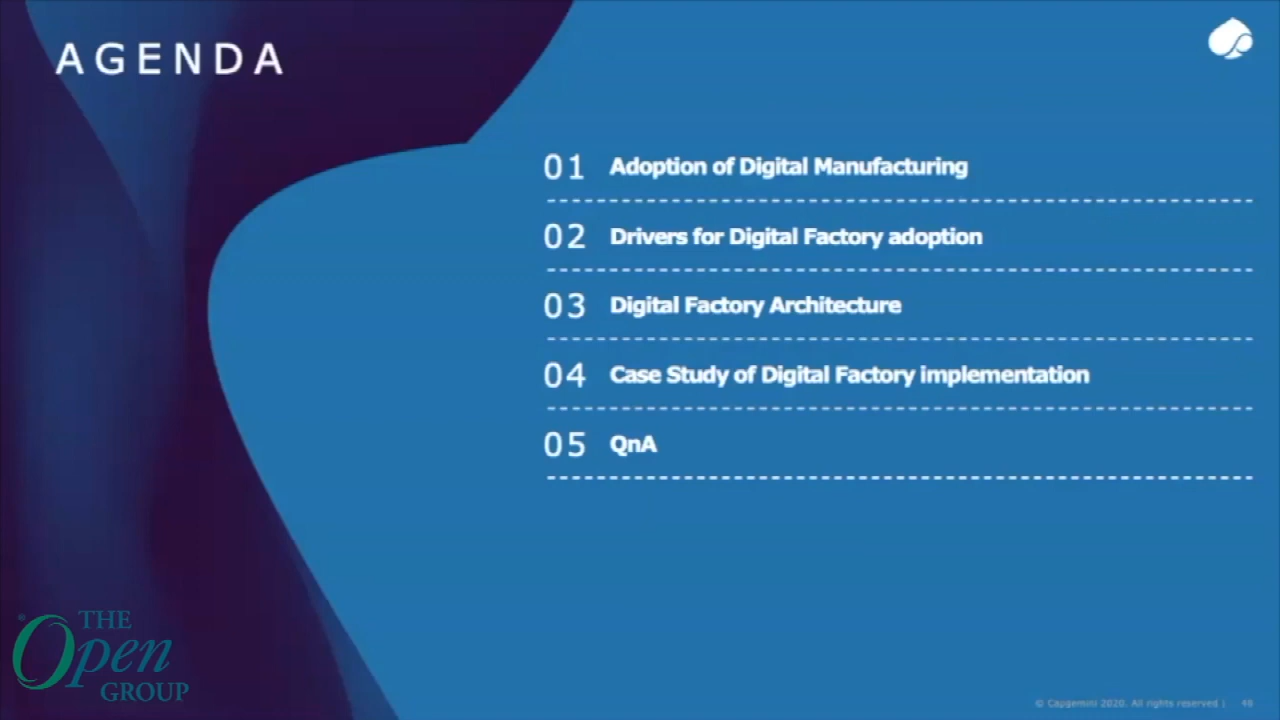 AGENDA
01 Adoption of Digital Manufacturing
02 Drivers for Digital Factory adoption
03 Digital Factory Architecture
04 Case Study of Digital Factory implementation
05 QnA
THE
Open
GROUP
© Capgemini 2020. All rights reserved |